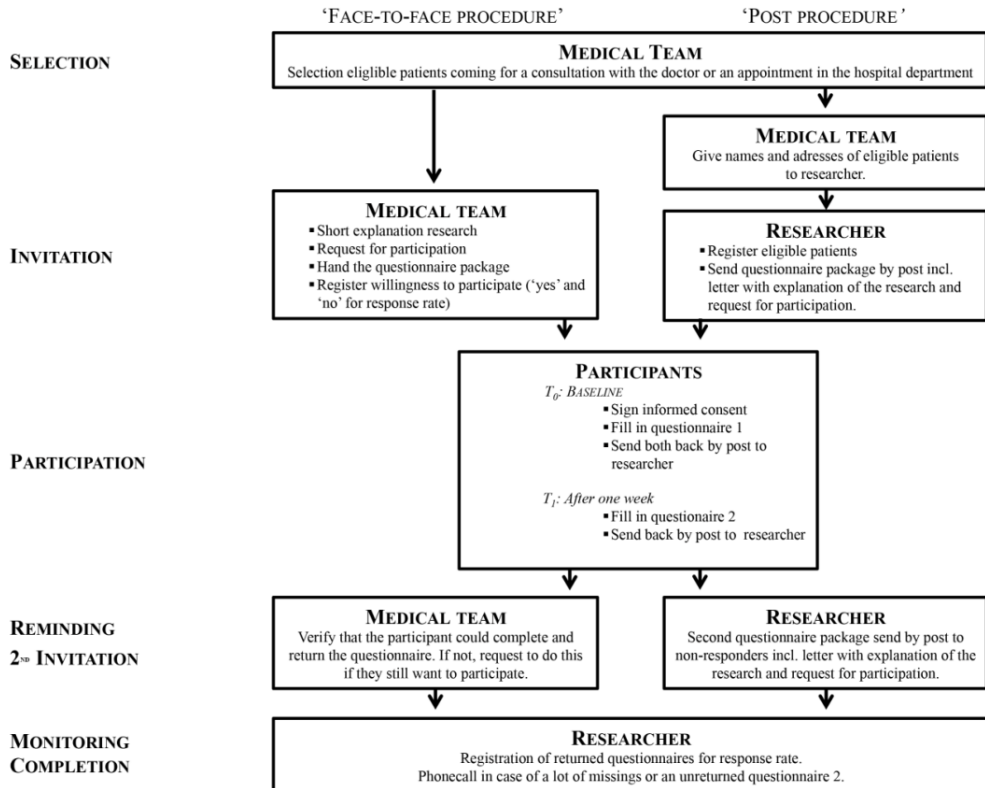 ‘FACE-TO-FACE PROCEDURE’
‘POST PROCEDURE’
SELECTION
MEDICAL TEAM
Selection eligible patients coming for a consultation with the doctor or an appointment in the hospital department
MEDICAL TEAM
Give names and adresses of eligible patients
to researcher.
INVITATION
MEDICAL TEAM
▪ Short explanation research
▪ Request for participation
▪ Hand the questionnaire package
▪ Register willingness to participate (‘yes’ and
‘no’ for response rate)
RESEARCHER
▪ Register eligible patients
▪ Send questionnaire package by post incl.
letter with explanation of the research and
request for participation.
PARTICIPATION
PARTICIPANTS
T0: BASELINE
▪ Sign informed consent
▪ Fill in questionnaire 1
▪ Send both back by post to
researcher
T1: After one week
▪ Fill in questionaire 2
▪ Send back by post to researcher
REMINDING
2ND INVITATION
MEDICAL TEAM
Verify that the participant could complete and
return the questionnaire. If not, request to do this
if they still want to participate.
RESEARCHER
Second questionnaire package send by post to
non-responders incl. letter with explanation of the
research and request for participation.
MONITORING
COMPLETION
RESEARCHER
Registration of returned questionnaires for response rate.
Phonecall in case of a lot of missings or an unreturned questionnaire 2.